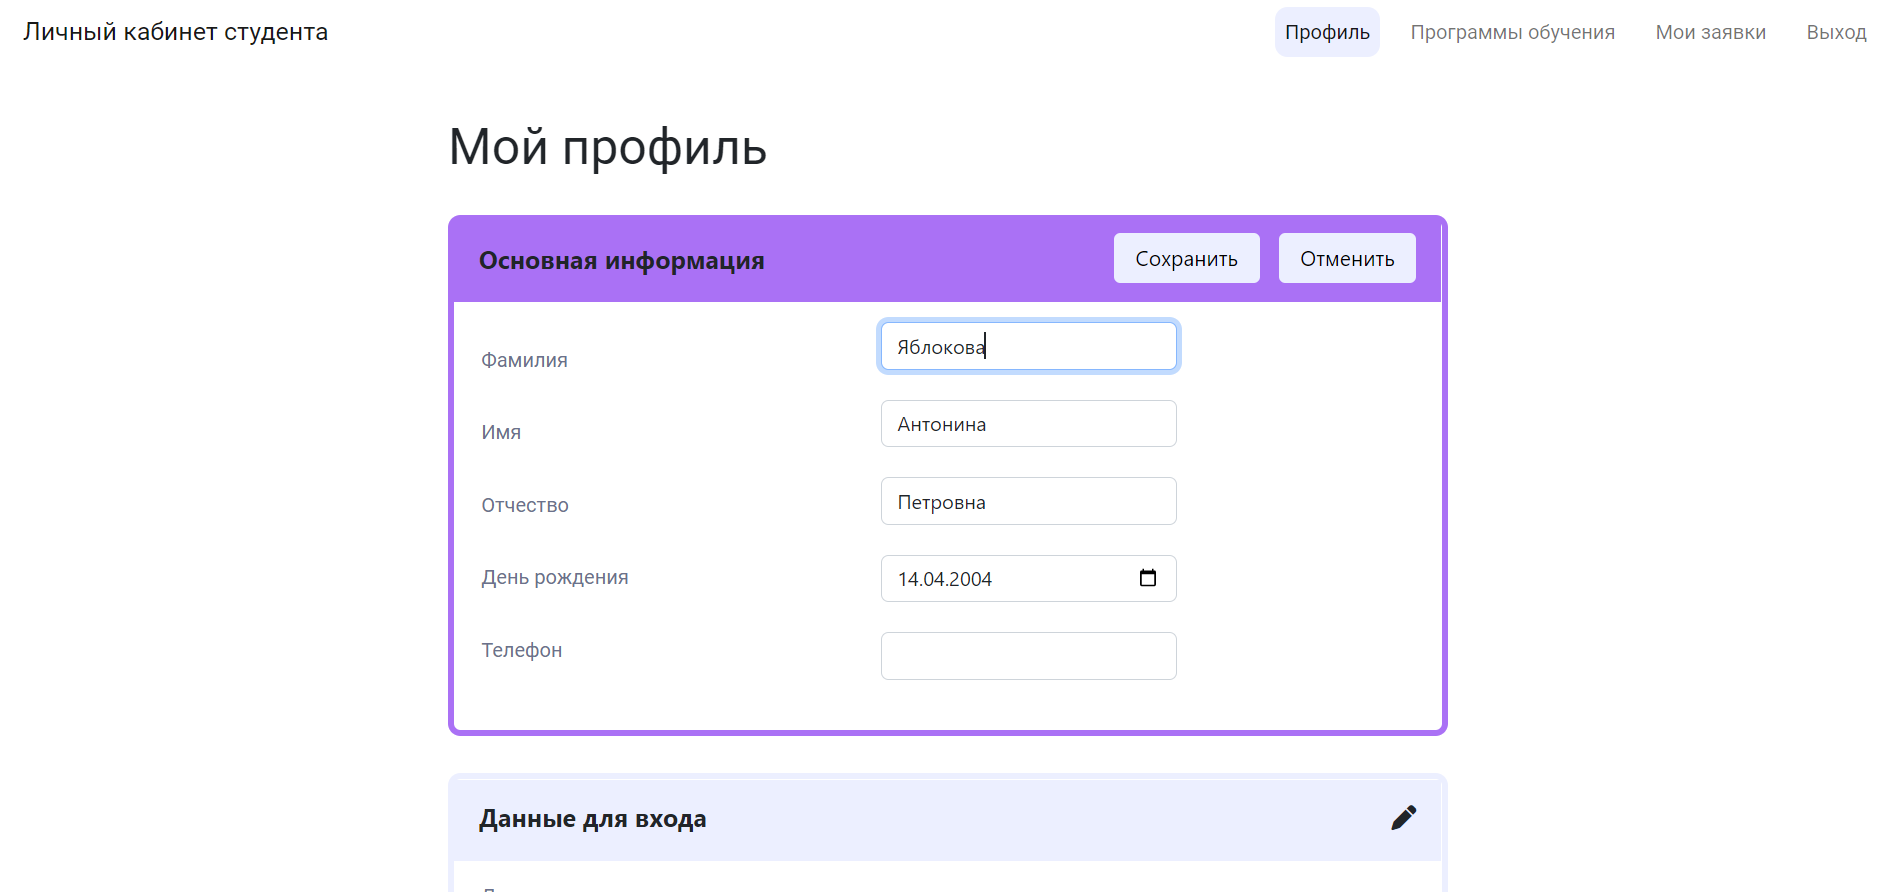 Личный кабинет студента
Профиль Программы обучения Мои заявки Выход
Мой профиль
Основная информация Сохранить Отменить
Фамилия Яблокова
Имя Антонина
Отчество Петровна
День рождения 14.04.2004
Телефон
Данные для входа